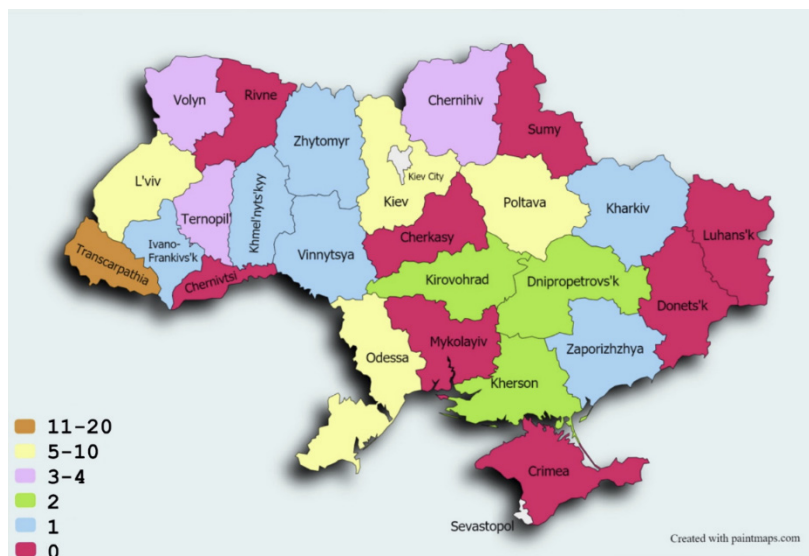 Volyn
Rivne
Zhytomyr
Chernihiv
Sumy
L'viv
Ternopil'
Khmel'nyts'kyy
Kiev City
Kiev
Poltava
Kharkiv
Luhans'k
Transcarpathia
Ivano-
Frankivs'k
Chernivtsi
Vinnytsya
Cherkasy
Kirovohrad
Dnipropetrovs'k
Donets'k
Odessa
Mykolayiv
Kherson
Zaporizhzhya
Crimea
Sevastopol
11-20
5-10
3-4
2
1
0
Created with paintmaps.com